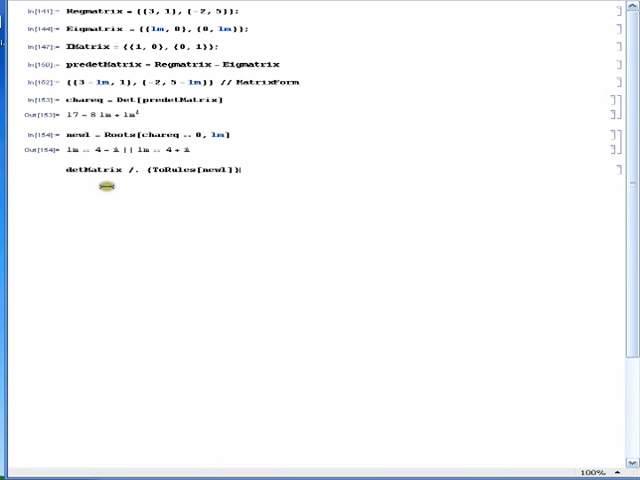 In[141]:= Regmatrix = {{3, 1}, {-2, 5}};
In[144]:= Eigmatrix = {{lm, 0}, {0, lm}};
In[147]:= IMatrix = {{1, 0}, {0, 1}};
In[160]:= predetMatrix = Regmatrix - Eigmatrix
In[152]:= {{3 - lm, 1}, {-2, 5 - lm}} // MatrixForm
In[153]:= chareq = Det[predetMatrix]
Out[153]= 17 - 8 lm + lm²
In[154]:= newl = Roots[chareq == 0, lm]
Out[154]= lm == 4 - i || lm == 4 + i
detMatrix /. {ToRules[newl]}
100%